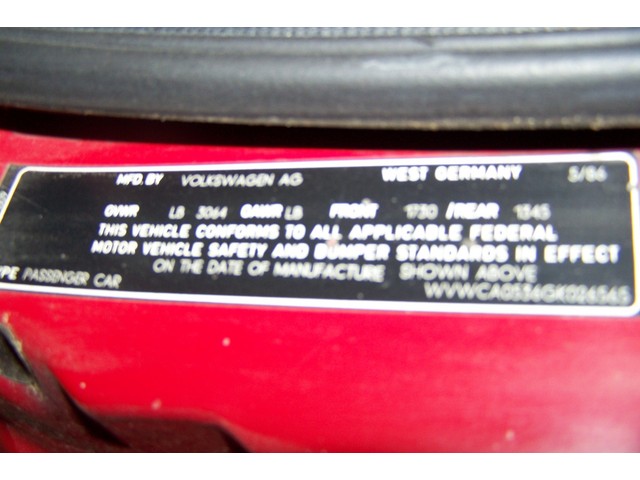 MFD. BY VOLKSWAGEN AG WEST GERMANY 5/86
GVWR LB 3064 GAWR LB FRONT 1730 /REAR 1345
THIS VEHICLE CONFORMS TO ALL APPLICABLE FEDERAL
MOTOR VEHICLE SAFETY AND BUMPER STANDARDS IN EFFECT
ON THE DATE OF MANUFACTURE SHOWN ABOVE
YPE PASSENGER CAR WVWCA0536GK026565